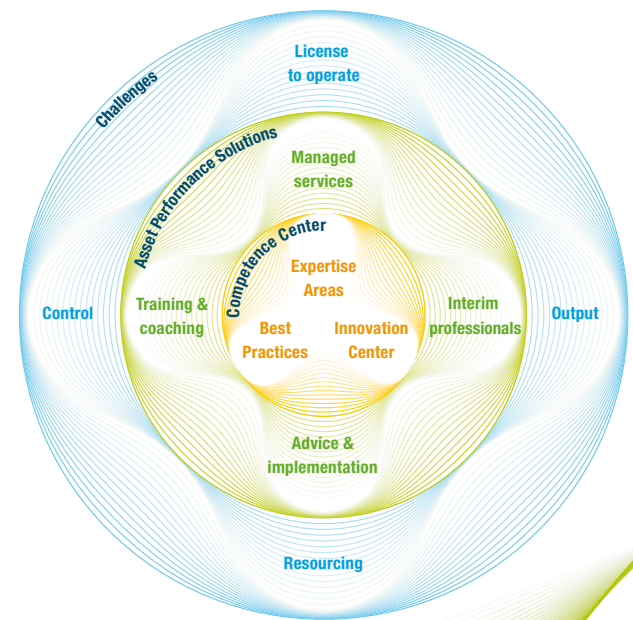 Challenges
License
to operate
Asset Performance Solutions
Managed
services
Competence Center
Expertise
Areas
Control
Training &
coaching
Best
Practices
Innovation
Center
Interim
professionals
Output
Advice &
implementation
Resourcing